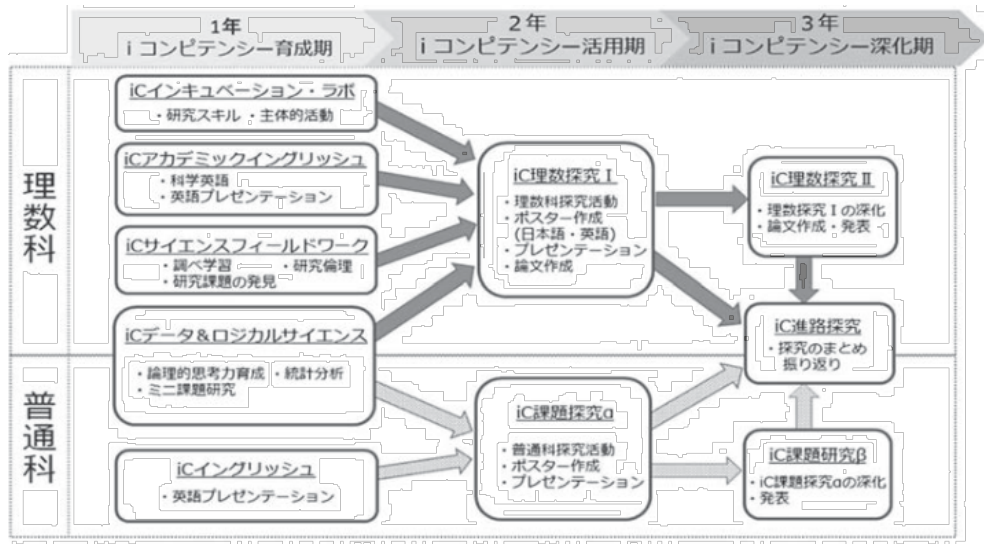 1年
i コンピテンシー育成期
2年
i コンピテンシー活用期
3年
i コンピテンシー深化期
理数科
iCインキュベーション・ラボ
・研究スキル ・主体的活動
iCアカデミックイングリッシュ
・科学英語
・英語プレゼンテーション
iCサイエンスフィールドワーク
・調べ学習 ・研究倫理
・研究課題の発見
iCデータ&ロジカルサイエンス
・論理的思考力育成 ・統計分析
・ミニ課題研究
iC理数探究Ⅰ
・理数科探究活動
・ポスター作成
(日本語・英語)
・プレゼンテーション
・論文作成
iC理数探究Ⅱ
・理数探究Ⅰの深化
・論文作成・発表
iC進路探究
・探究のまとめ
振り返り
普通科
iCイングリッシュ
・英語プレゼンテーション
iC課題探究α
・普通科探究活動
・ポスター作成
・プレゼンテーション
iC課題研究β
・iC課題探究αの深化
・発表